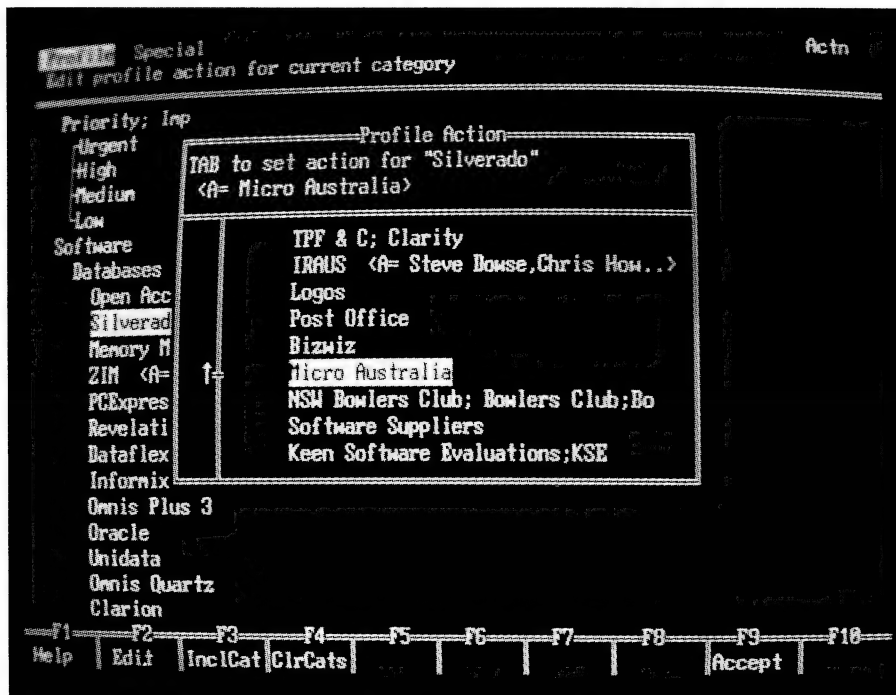 Profile Special Actn
Edit profile action for current category
Priority; Imp
Urgent
High
Medium
Low
Software
Databases
Open Acc
Silverad
Memory M
ZIM <A=
PCExpres
Revelati
Dataflex
Informix
Omnis Plus 3
Oracle
Unidata
Omnis Quartz
Clarion
Profile Action
TAB to set action for "Silverado"
<A= Micro Australia>
TPF & C; Clarity
IRAUS <A= Steve Dowse,Chris How..>
Logos
Post Office
Bizwiz
Micro Australia
NSW Bowlers Club; Bowlers Club;Bo
Software Suppliers
Keen Software Evaluations;KSE
F1 F2 F3 F4 F5 F6 F7 F8 F9 F10
Help Edit InclCat ClrCats Accept